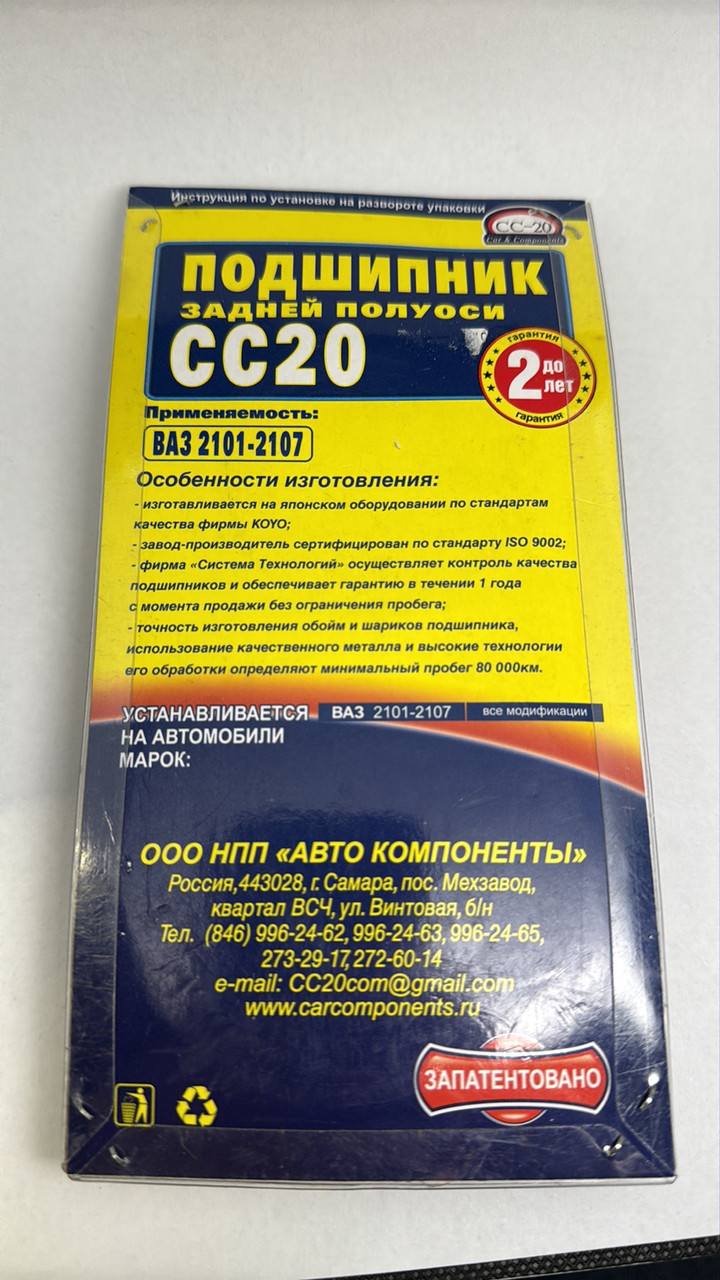 Инструкция по установке на развороте упаковки
СС-20
Car & Components
ПОДШИПНИК
ЗАДНЕЙ ПОЛУОСИ
СС20
гарантия
2 до
лет
гарантия
Применяемость:
ВАЗ 2101-2107
Особенности изготовления:
- изготавливается на японском оборудовании по стандартам
качества фирмы KOYO;
- завод-производитель сертифицирован по стандарту ISO 9002;
- фирма «Система Технологий» осуществляет контроль качества
подшипников и обеспечивает гарантию в течении 1 года
с момента продажи без ограничения пробега;
- точность изготовления обойм и шариков подшипника,
использование качественного металла и высокие технологии
его обработки определяют минимальный пробег 80 000км.
УСТАНАВЛИВАЕТСЯ ВАЗ 2101-2107 все модификации
НА АВТОМОБИЛИ
МАРОК:
ООО НПП «АВТО КОМПОНЕНТЫ»
Россия,443028, г. Самара, пос. Мехзавод,
квартал ВСЧ, ул. Винтовая, б/н
Тел. (846) 996-24-62, 996-24-63, 996-24-65,
273-29-17, 272-60-14
e-mail: CC20com@gmail.com
www.carcomponents.ru
ЗАПАТЕНТОВАНО